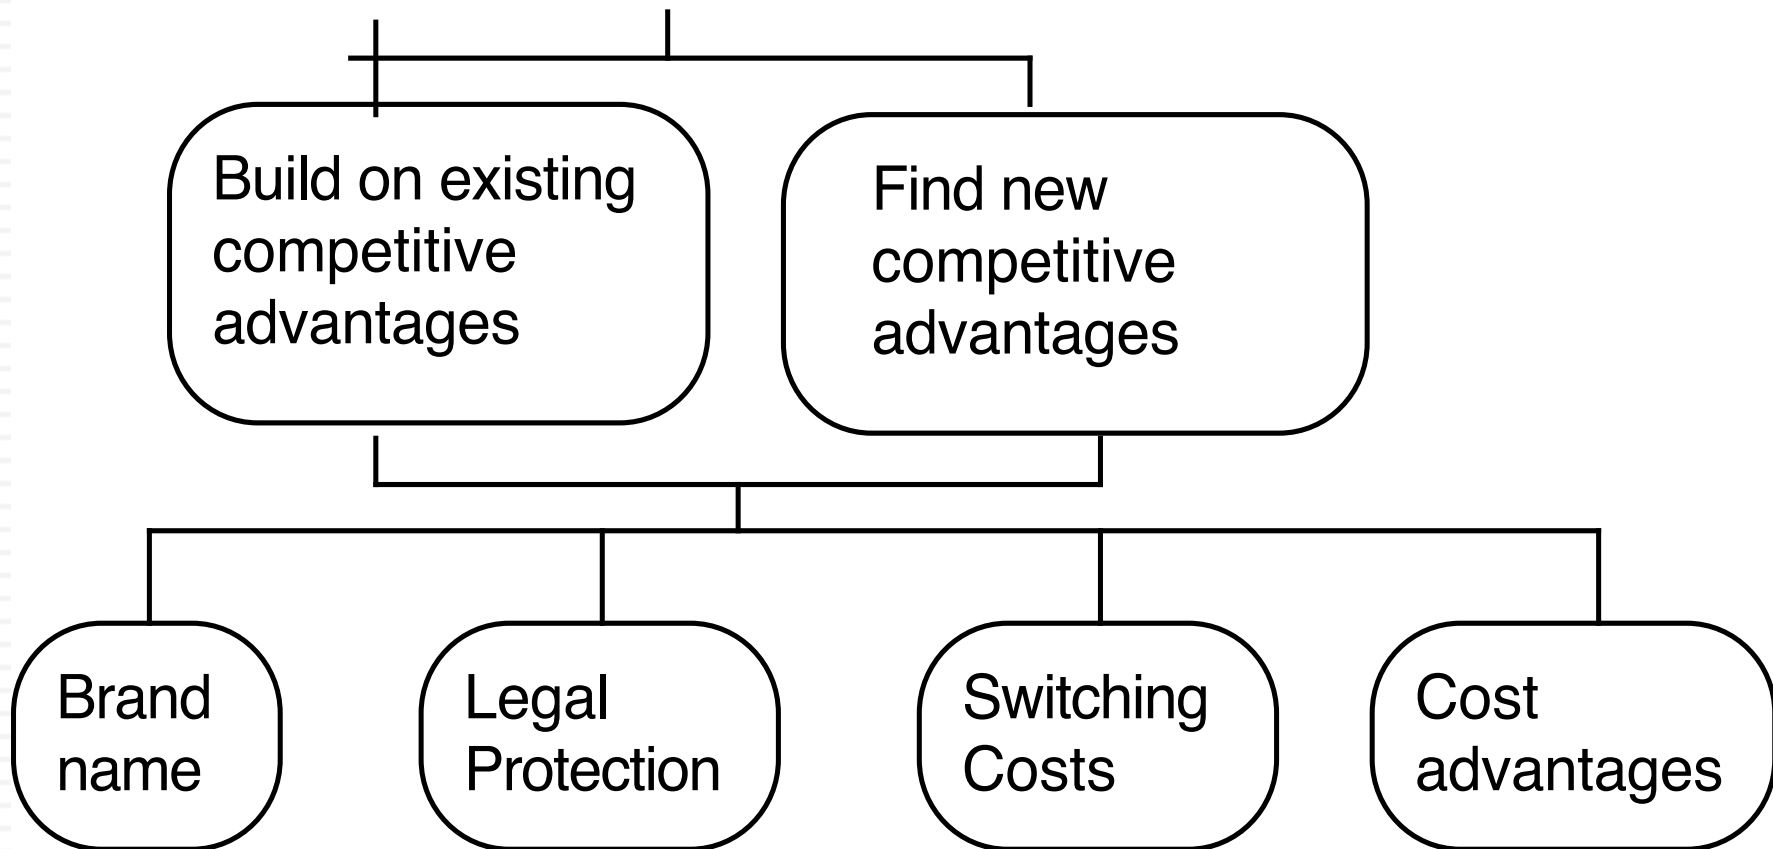 Build on existing
competitive
advantages
Find new
competitive
advantages
Brand
name
Legal
Protection
Switching
Costs
Cost
advantages